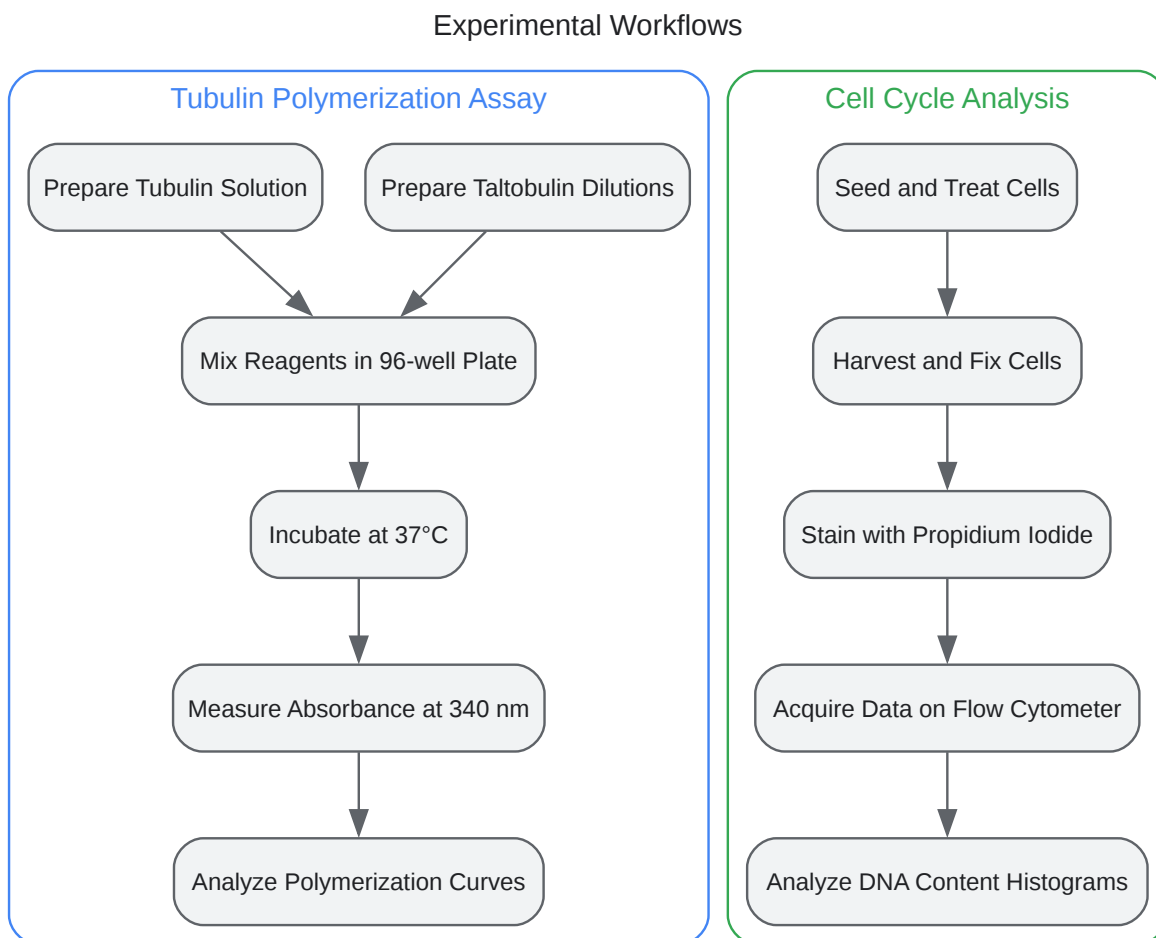 Experimental Workflows
Tubulin Polymerization Assay
Prepare Tubulin Solution
Prepare Taltobulin Dilutions
Mix Reagents in 96-well Plate
Incubate at 37°C
Measure Absorbance at 340 nm
Analyze Polymerization Curves
Cell Cycle Analysis
Seed and Treat Cells
Harvest and Fix Cells
Stain with Propidium Iodide
Acquire Data on Flow Cytometer
Analyze DNA Content Histograms